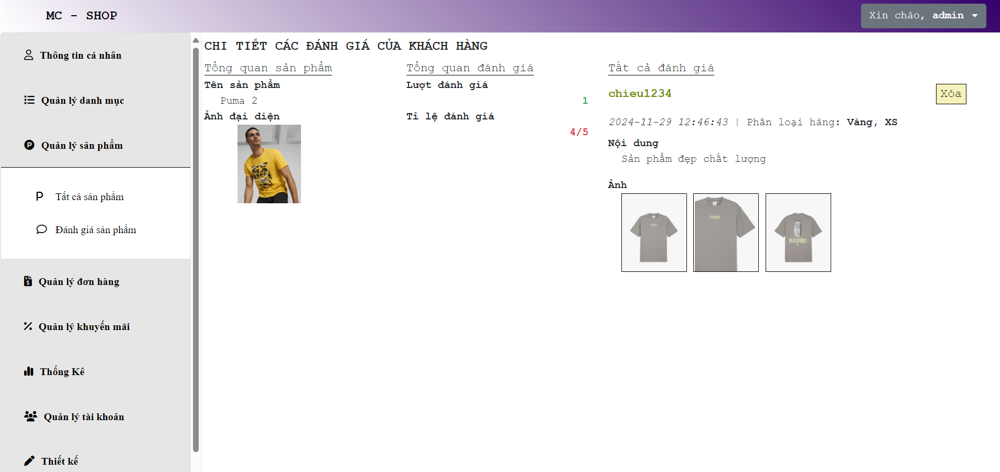 MC - SHOP
Xin chào, admin
Thông tin cá nhân
Quản lý danh mục
Quản lý sản phẩm
Tất cả sản phẩm
Đánh giá sản phẩm
Quản lý đơn hàng
Quản lý khuyến mãi
Thống Kê
Quản lý tài khoản
Thiết kế
CHI TIẾT CÁC ĐÁNH GIÁ CỦA KHÁCH HÀNG
Tổng quan sản phẩm
Tên sản phẩm
Puma 2
Ảnh đại diện
Tổng quan đánh giá
Lượt đánh giá
1
Tỉ lệ đánh giá
4/5
Tất cả đánh giá
chieu1234
Xóa
2024-11-29 12:46:43 | Phân loại hàng: Vàng, XS
Nội dung
Sản phẩm đẹp chất lượng
Ảnh
PLEASURES
PLEASURES